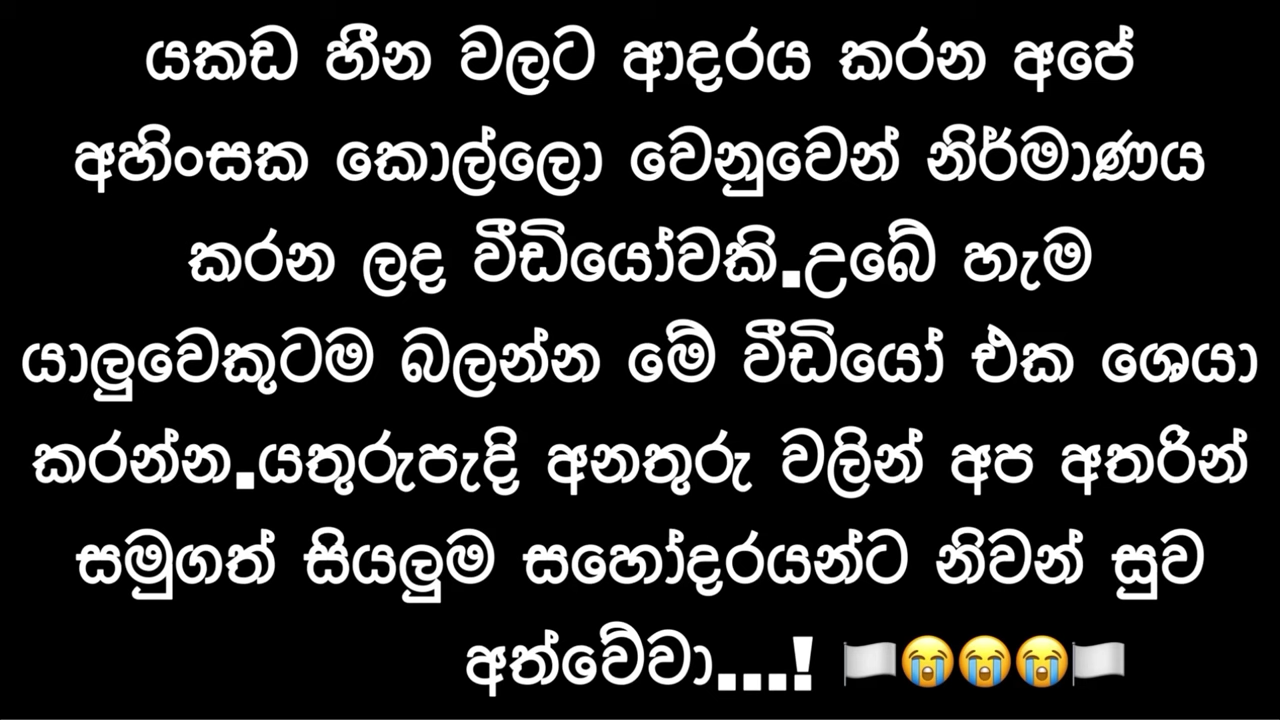 යකඩ හීන වලට ආදරය කරන අපේ
අහිංසක කොල්ලෝ වෙනුවෙන් නිර්මාණය
කරන ලද වීඩියෝවකි.උබේ හැම
යාලුවෙකුටම බලන්න මේ වීඩියෝ එක ශෙයා
කරන්න.යතුරුපැදි අනතුරු වලින් අප අතරින්
සමුගත් සියලුම සහෝදරයන්ට නිවන් සුව
අත්වේවා...! 🏳️😭😭😭🏳️